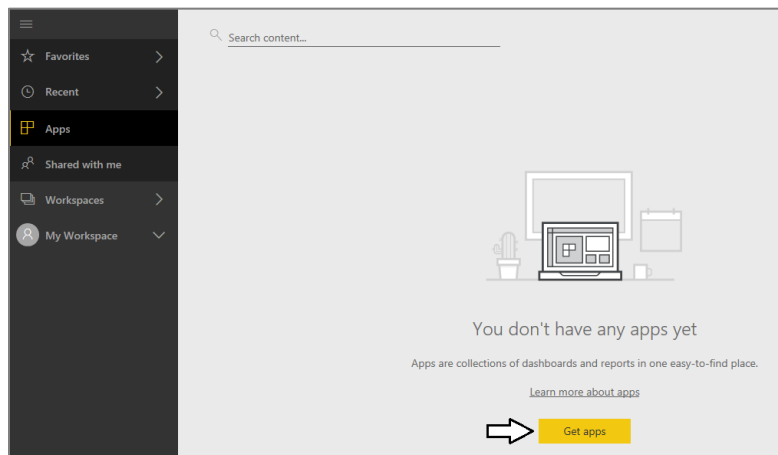 Search content...
Favorites
Recent
Apps
Shared with me
Workspaces
My Workspace
You don't have any apps yet
Apps are collections of dashboards and reports in one easy-to-find place.
Learn more about apps
Get apps